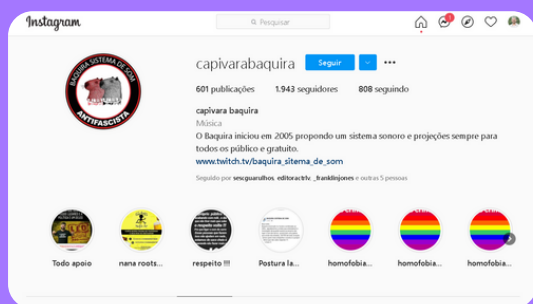 Instagram
Pesquisar
capivarabaquira Seguir
601 publicações 1.943 seguidores 808 seguindo
capivara baquira
Música
O Baquira iniciou em 2005 propondo um sistema sonoro e projeções sempre para
todos os público e gratuito.
www.twitch.tv/baquira_sitema_de_som
Seguido por sescguarulhos, editoractrlv, _franklinjones e outras 5 pessoas
BAQUIRA SISTEMA DE SOM
ANTIFASCISTA
Todo apoio nana roots... respeito !!! Postura la... homofobia... homofobia... homofobia...